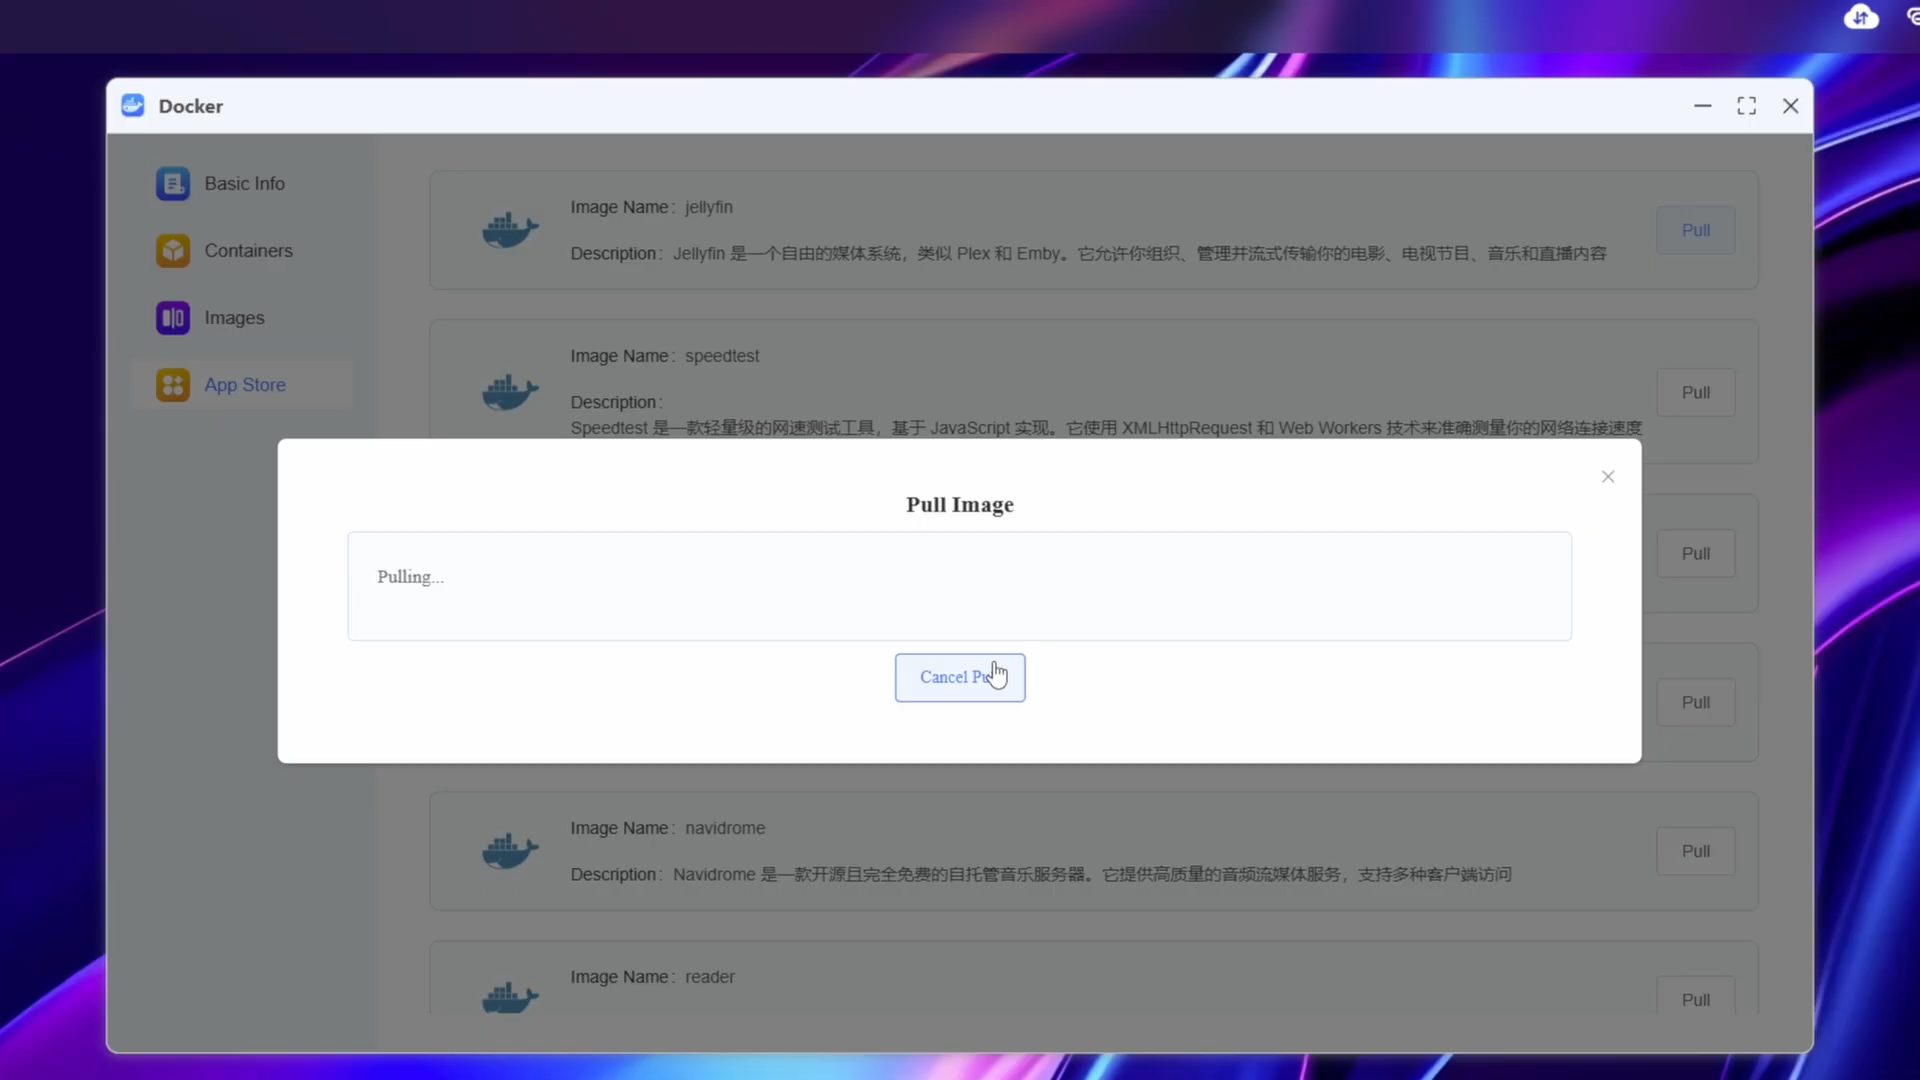 Docker
Basic Info
Containers
Images
App Store
Image Name： jellyfin
Description： Jellyfin 是一个自由的媒体系统，类似 Plex 和 Emby。它允许你组织、管理并流式传输你的电影、电视节目、音乐和直播内容
Pull
Image Name： speedtest
Description：
Speedtest 是一款轻量级的网速测试工具，基于 JavaScript 实现。它使用 XMLHttpRequest 和 Web Workers 技术来准确测量你的网络连接速度
Pull
Pull Image
Pulling...
Cancel
Pull
Pull
Image Name： navidrome
Description： Navidrome 是一款开源且完全免费的自托管音乐服务器。它提供高质量的音频流媒体服务，支持多种客户端访问
Pull
Image Name： reader
Pull